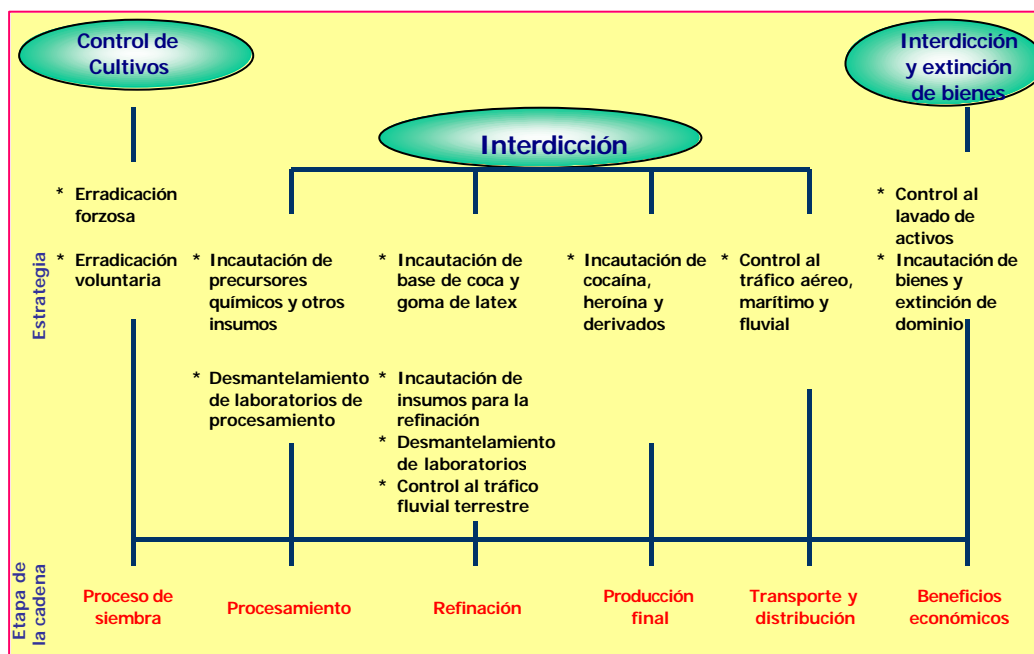 Control de
Cultivos
Interdicción
y extinción
de bienes
Interdicción
Estrategia
* Erradicación
forzosa
* Erradicación
voluntaria
* Incautación de
precursores
químicos y otros
insumos
* Desmantelamiento
de laboratorios de
procesamiento
* Incautación de
base de coca y
goma de latex
* Incautación de
insumos para la
refinación
* Desmantelamiento
de laboratorios
* Control al tráfico
fluvial terrestre
* Incautación de
cocaína,
heroína y
derivados
* Control al
tráfico aéreo,
marítimo y
fluvial
* Control al
lavado de
activos
* Incautación de
bienes y
extinción de
dominio
Etapa de
la cadena
Proceso de
siembra
Procesamiento
Refinación
Producción
final
Transporte y
distribución
Beneficios
económicos